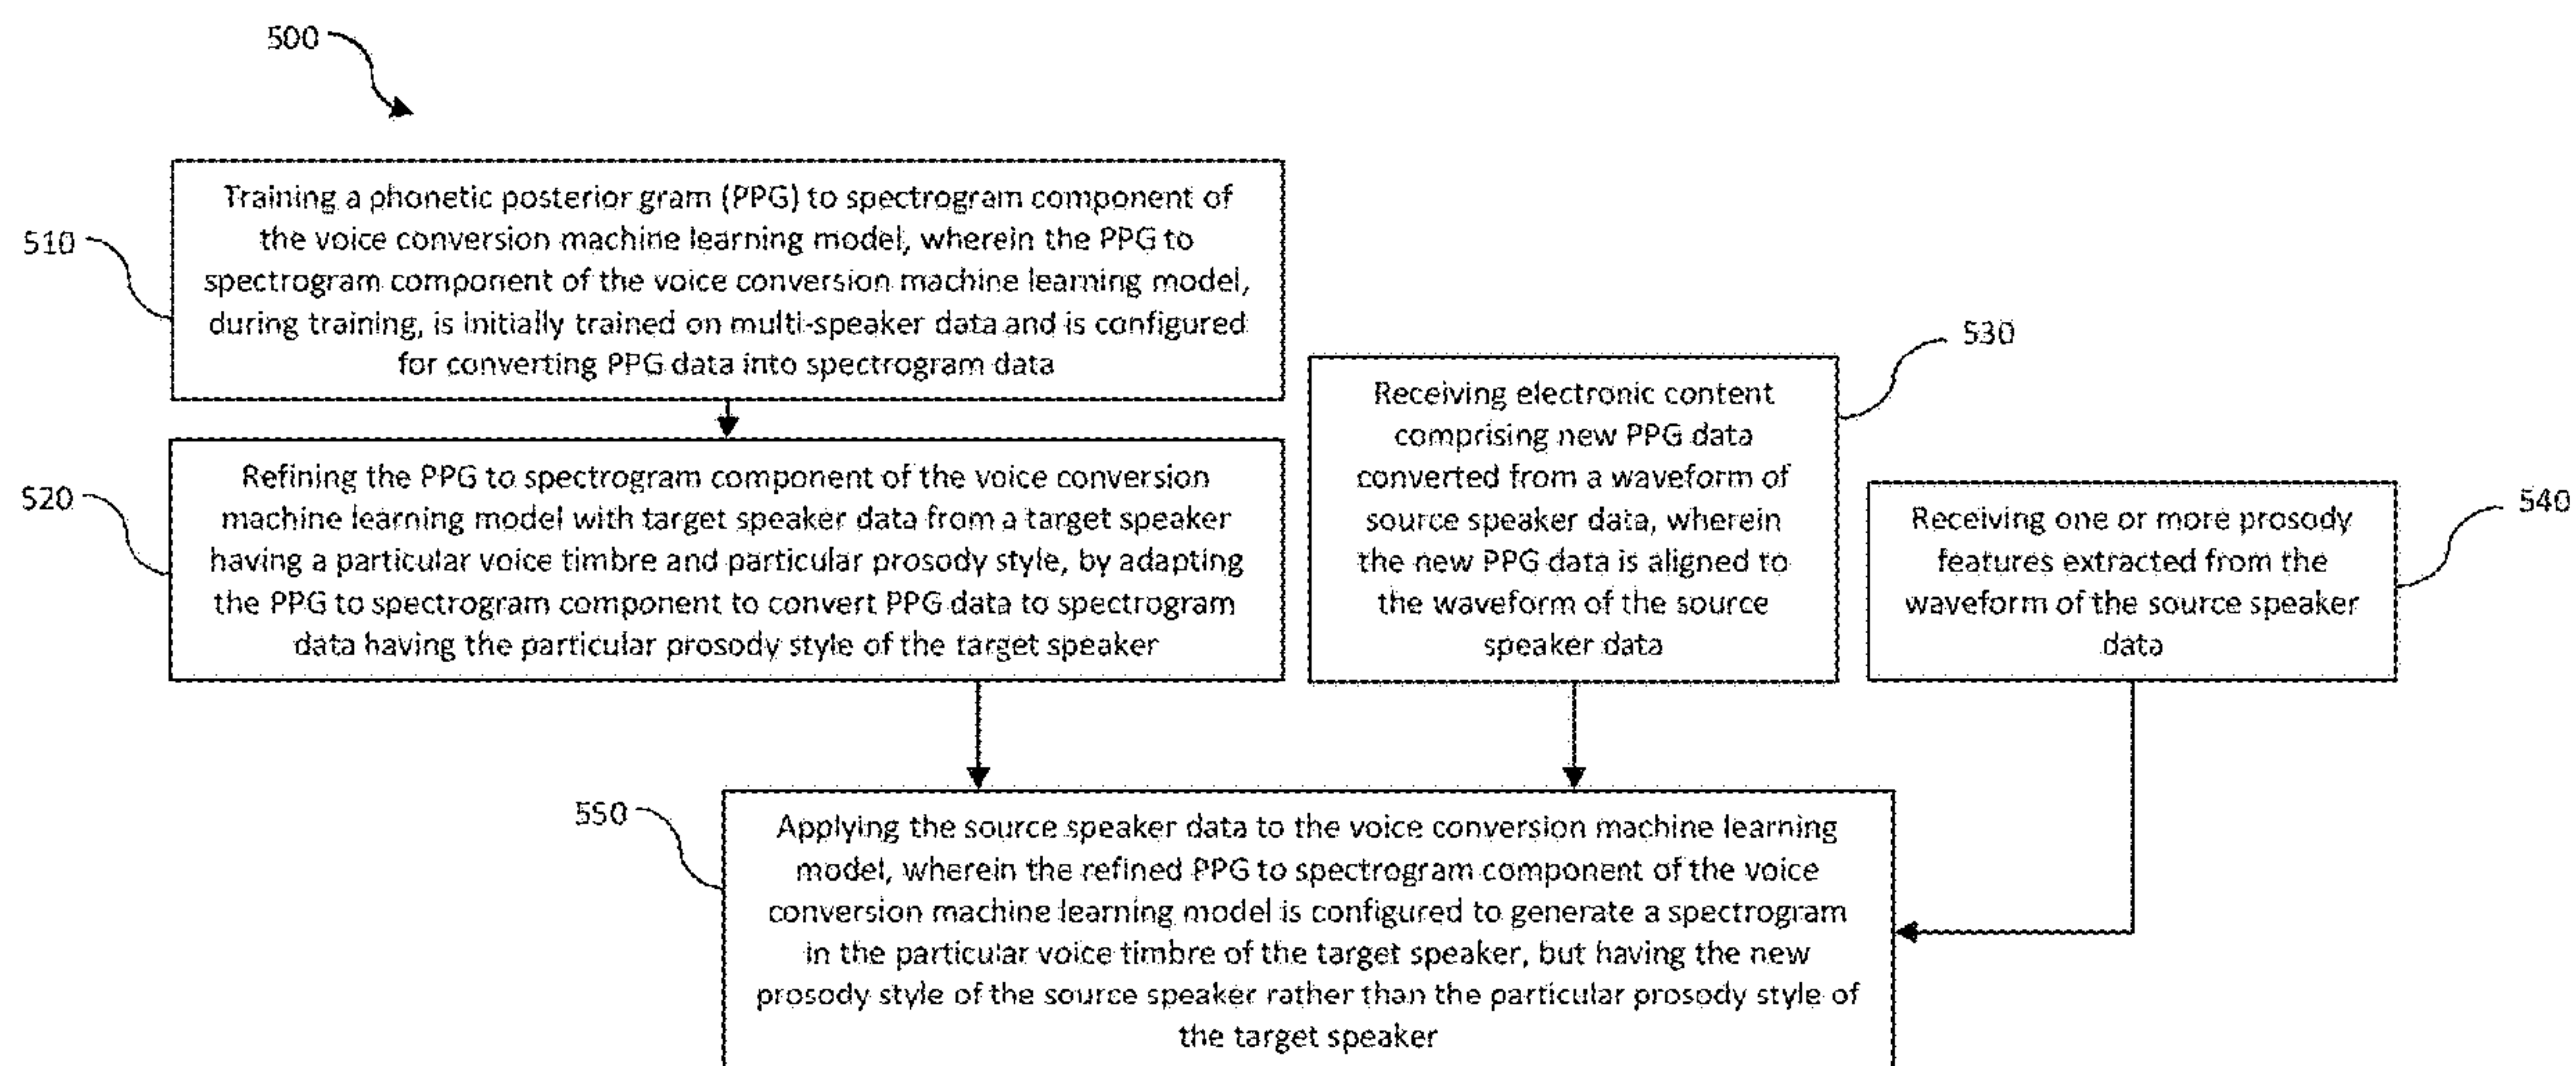 500
510
Training a phonetic posterior gram (PPG) to spectrogram component of
the voice conversion machine learning model, wherein the PPG to
spectrogram component of the voice conversion machine learning model,
during training, is initially trained on multi-speaker data and is configured
for converting PPG data into spectrogram data
520
Refining the PPG to spectrogram component of the voice conversion
machine learning model with target speaker data from a target speaker
having a particular voice timbre and particular prosody style, by adapting
the PPG to spectrogram component to convert PPG data to spectrogram
data having the particular prosody style of the target speaker
530
Receiving electronic content
comprising new PPG data
converted from a waveform of
source speaker data, wherein
the new PPG data is aligned to
the waveform of the source
speaker data
540
Receiving one or more prosody
features extracted from the
waveform of the source speaker
data
550
Applying the source speaker data to the voice conversion machine learning
model, wherein the refined PPG to spectrogram component of the voice
conversion machine learning model is configured to generate a spectrogram
in the particular voice timbre of the target speaker, but having the new
prosody style of the source speaker rather than the particular prosody style of
the target speaker